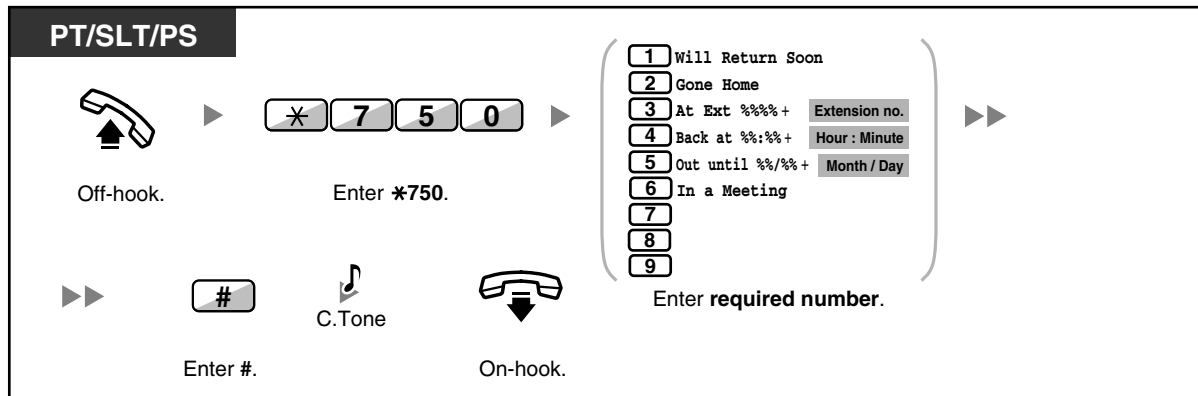 PT/SLT/PS
1 Will Return Soon
2 Gone Home
3 At Ext %%%%+ Extension no.
4 Back at %%:%%+ Hour : Minute
5 Out until %%/%%+ Month / Day
6 In a Meeting
7
8
9
✳ 7 5 0
Off-hook.
Enter ✳750.
Enter required number.
#
C.Tone
Enter #.
On-hook.